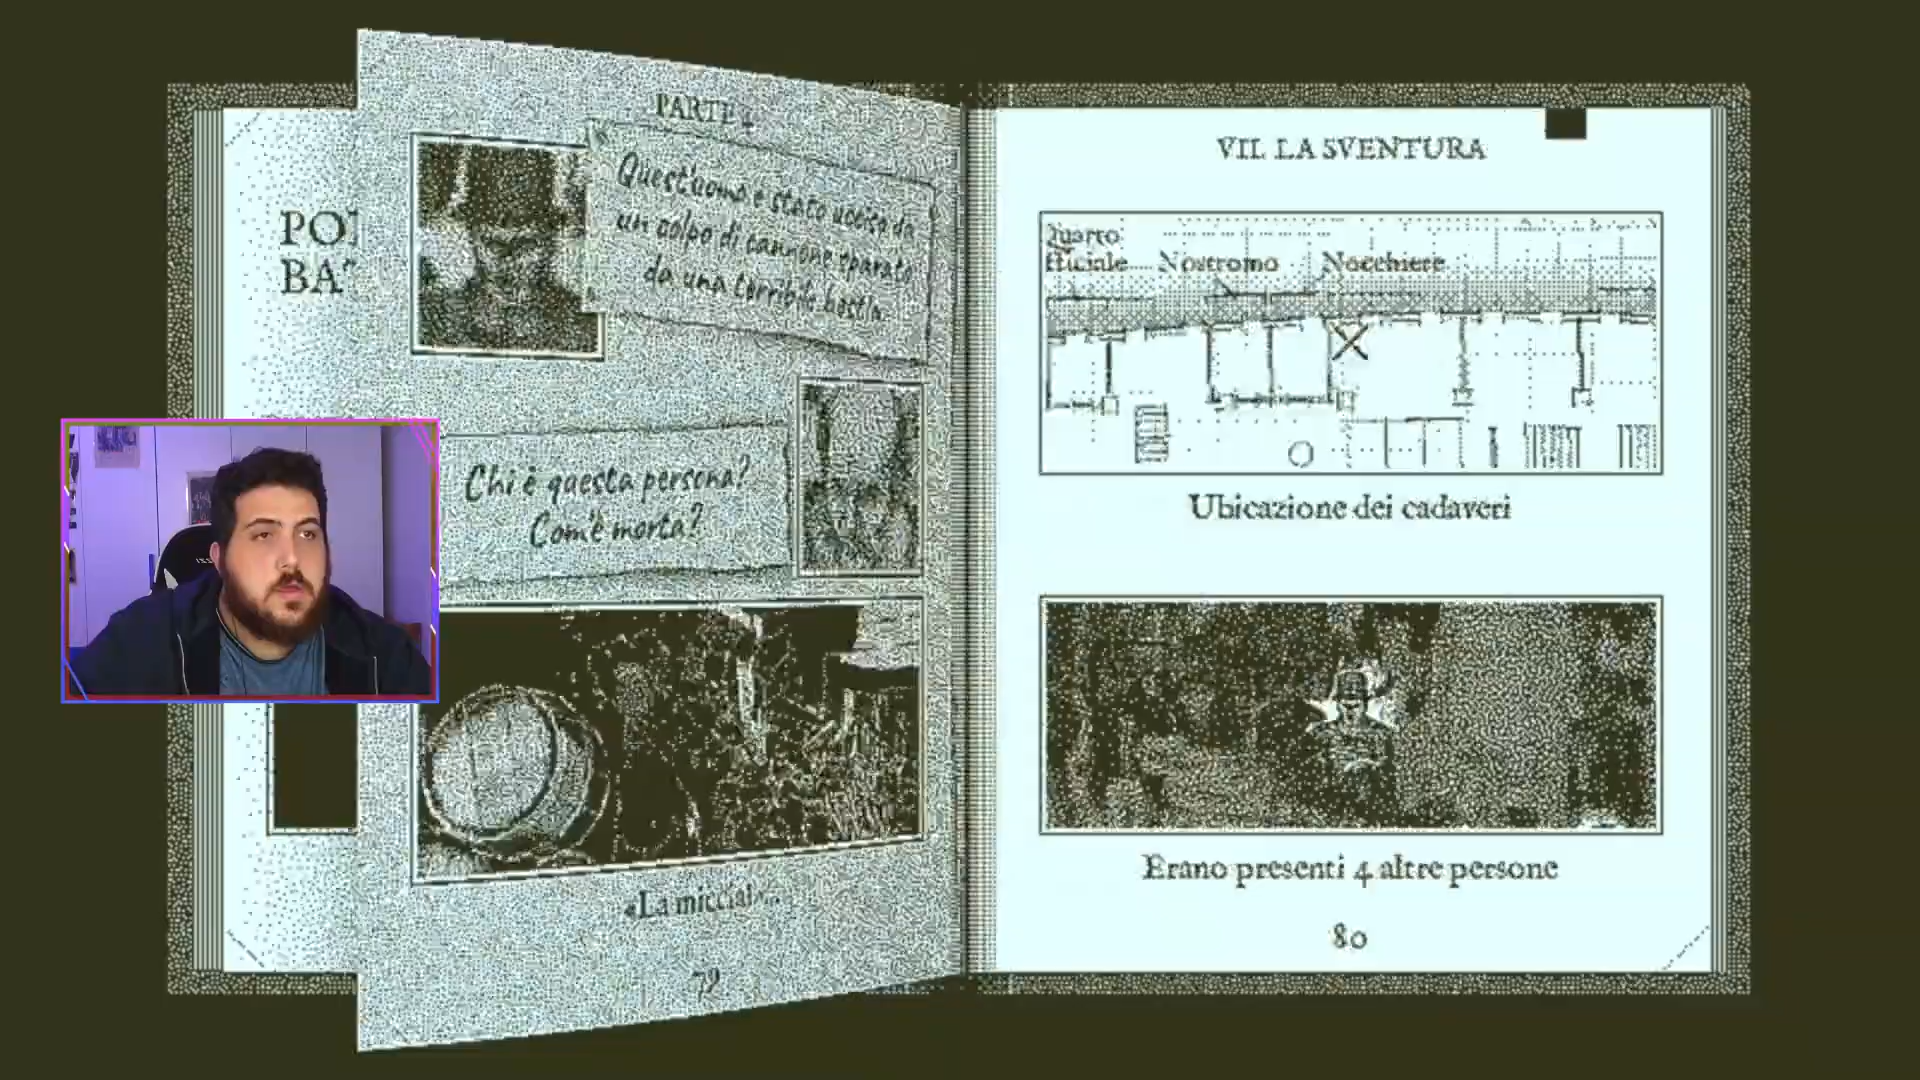 PO
BA
PARTE 4
Quest'uomo è stato ucciso da
un colpo di cannone sparato
da una terribile bestia.
Chi è questa persona?
Com'è morta?
«La miccia!»...
79
VII. LA SVENTURA
Quarto
fficiale
Nostromo
Nocchiere
Ubicazione dei cadaveri
Erano presenti 4 altre persone
80